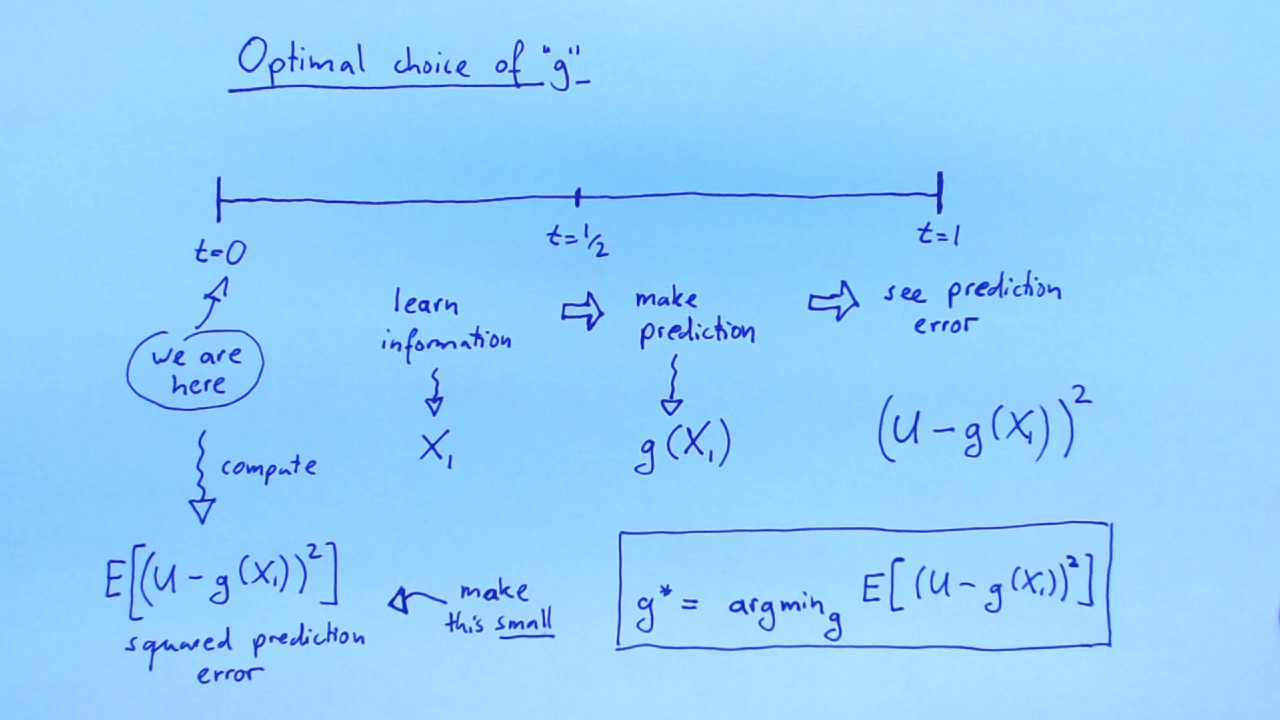 Optimal choice of "g"
t=0
t=1/2
t=1
we are
here
learn
information
X₁
make
prediction
g(X₁)
see prediction
error
(U-g(X₁))²
compute
E[(U-g(X₁))²]
squared prediction
error
make
this small
g* = argmin_g E[(U-g(X₁))²]